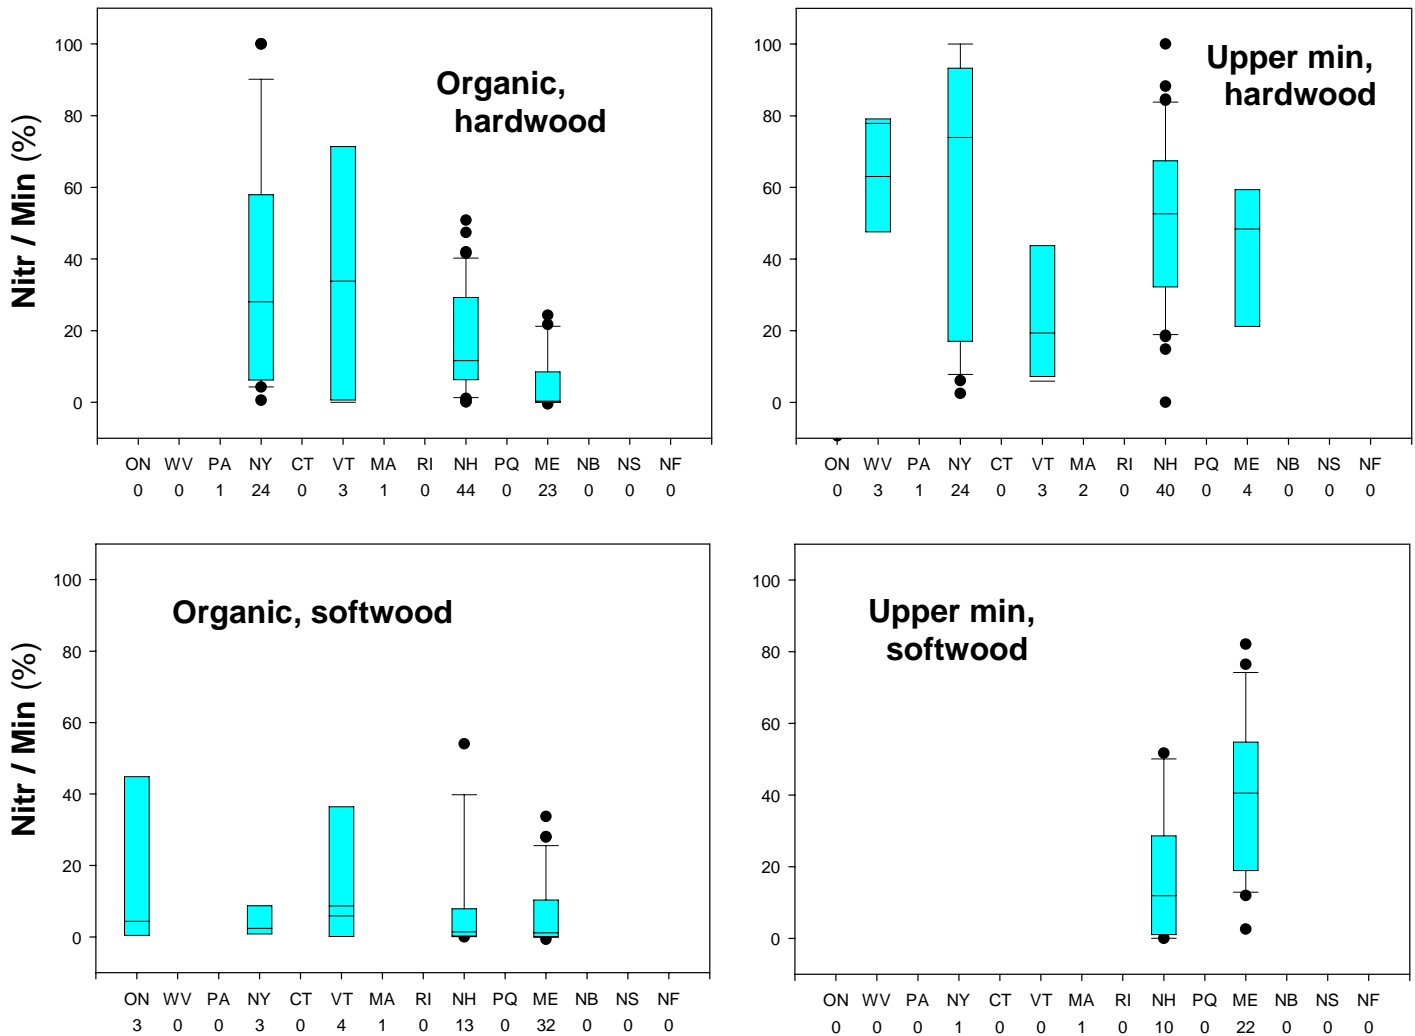 Nitr / Min (%)
100
80
60
40
20
0
Organic,
hardwood
ON WV PA NY CT VT MA RI NH PQ ME NB NS NF
0 0 1 24 0 3 1 0 44 0 23 0 0 0
100
80
60
40
20
0
Upper min,
hardwood
ON WV PA NY CT VT MA RI NH PQ ME NB NS NF
0 3 1 24 0 3 2 0 40 0 4 0 0 0
Nitr / Min (%)
100
80
60
40
20
0
Organic, softwood
ON WV PA NY CT VT MA RI NH PQ ME NB NS NF
3 0 0 3 0 4 1 0 13 0 32 0 0 0
100
80
60
40
20
0
Upper min,
softwood
ON WV PA NY CT VT MA RI NH PQ ME NB NS NF
0 0 0 1 0 0 1 0 10 0 22 0 0 0